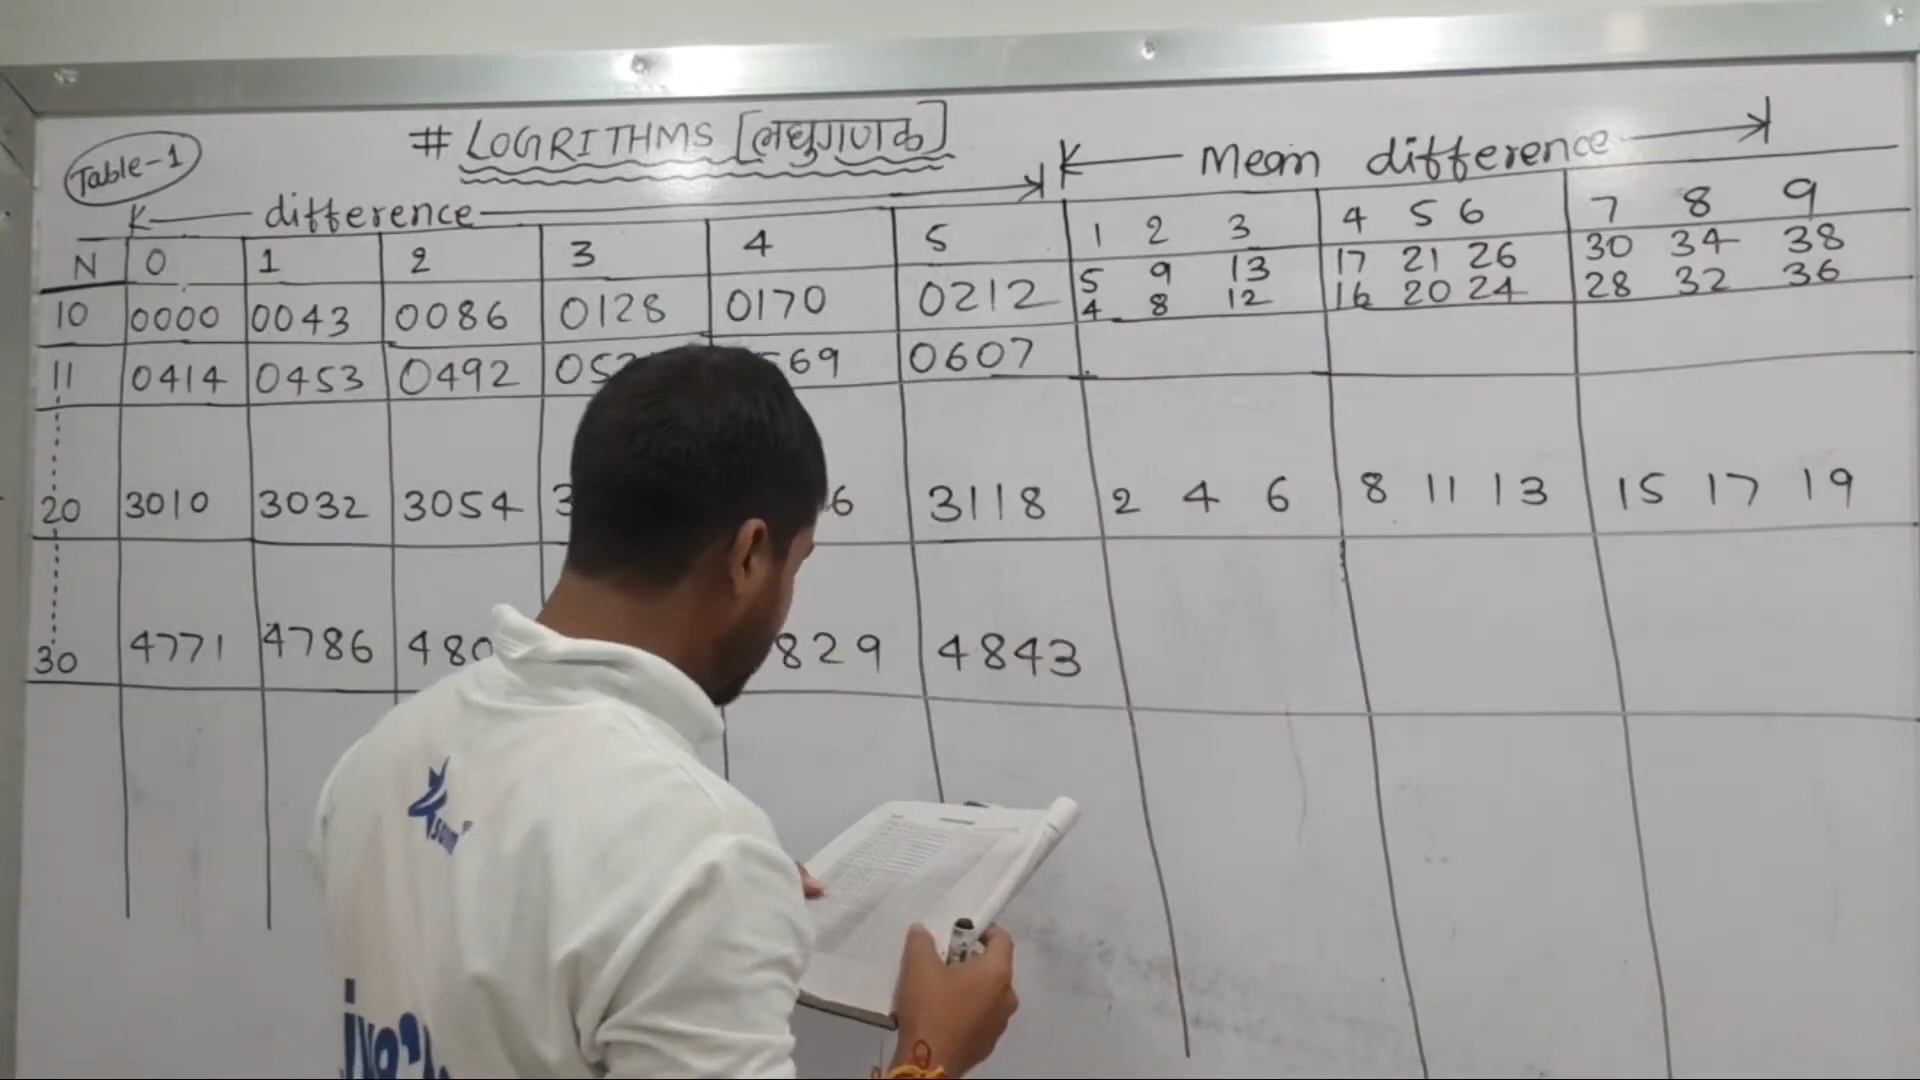 # LOGRITHMS [लघुगणक]
Table-1
difference
Mean difference
N 0 1 2 3 4 5 1 2 3 4 5 6 7 8 9
10 0000 0043 0086 0128 0170 0212 5 9 13 17 21 26 30 34 38
4 8 12 16 20 24 28 32 36
11 0414 0453 0492 0607
20 3010 3032 3054 3118 2 4 6 8 11 13 15 17 19
30 4771 4786 4843